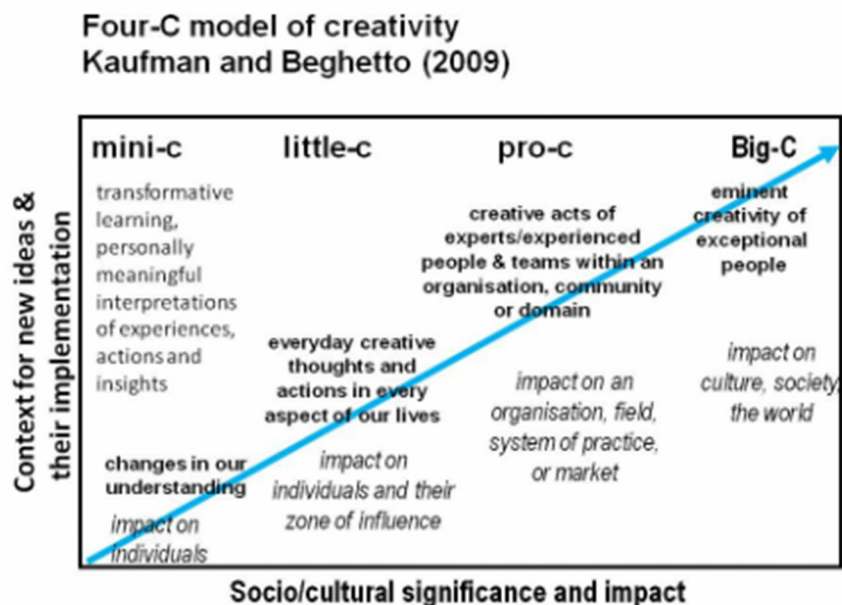 Four-C model of creativity
Kaufman and Beghetto (2009)
Context for new ideas &
their implementation
mini-c
transformative
learning,
personally
meaningful
interpretations
of experiences,
actions and
insights
changes in our
understanding
impact on
individuals
little-c
everyday creative
thoughts and
actions in every
aspect of our lives
impact on
individuals and their
zone of influence
pro-c
creative acts of
experts/experienced
people & teams within an
organisation, community
or domain
impact on an
organisation, field,
system of practice,
or market
Big-C
eminent
creativity of
exceptional
people
impact on
culture, society,
the world
Socio/cultural significance and impact